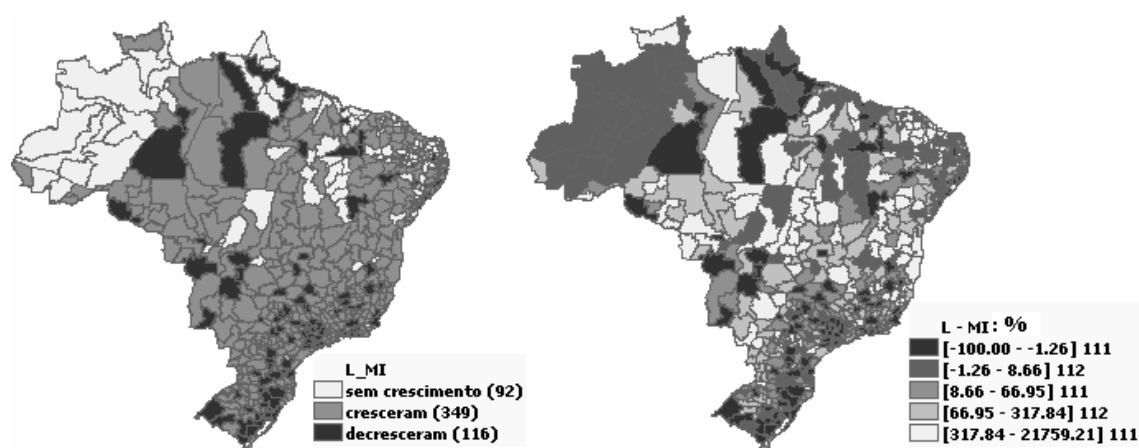 L_MI
sem crescimento (92)
cresceram (349)
decresceram (116)
L - MI: %
[-100.00 - -1.26] 111
[-1.26 - 8.66] 112
[8.66 - 66.95] 111
[66.95 - 317.84] 112
[317.84 - 21759.21] 111